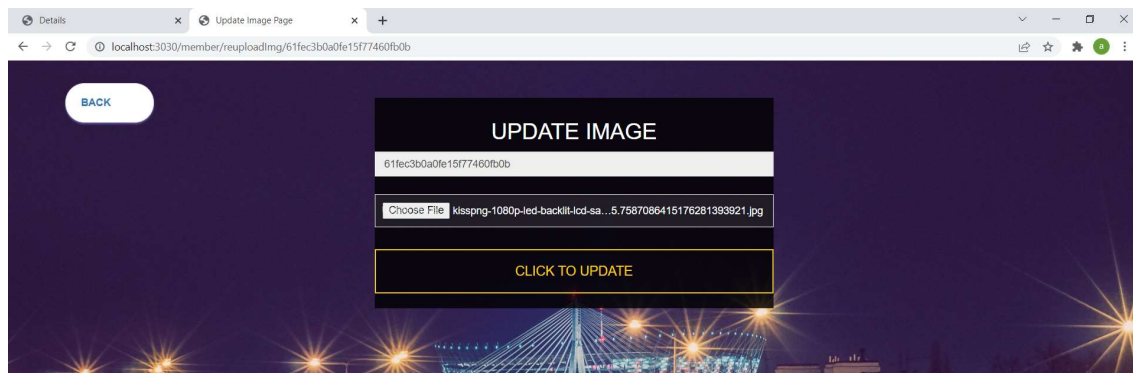 Details
Update Image Page
localhost:3030/member/reuploadImg/61fec3b0a0fe15f77460fb0b
a
BACK
UPDATE IMAGE
61fec3b0a0fe15f77460fb0b
Choose File kisspng-1080p-led-backlit-lcd-sa…5.7587086415176281393921.jpg
CLICK TO UPDATE